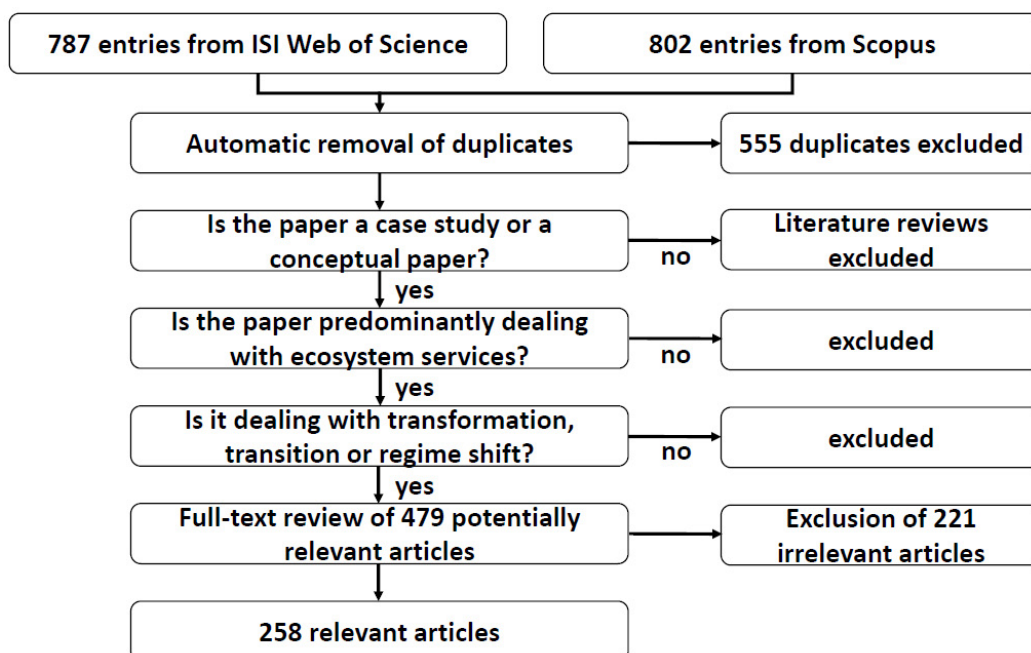 787 entries from ISI Web of Science
802 entries from Scopus
Automatic removal of duplicates
555 duplicates excluded
Is the paper a case study or a
conceptual paper?
no
Literature reviews
excluded
yes
Is the paper predominantly dealing
with ecosystem services?
no
excluded
yes
Is it dealing with transformation,
transition or regime shift?
no
excluded
yes
Full-text review of 479 potentially
relevant articles
Exclusion of 221
irrelevant articles
258 relevant articles